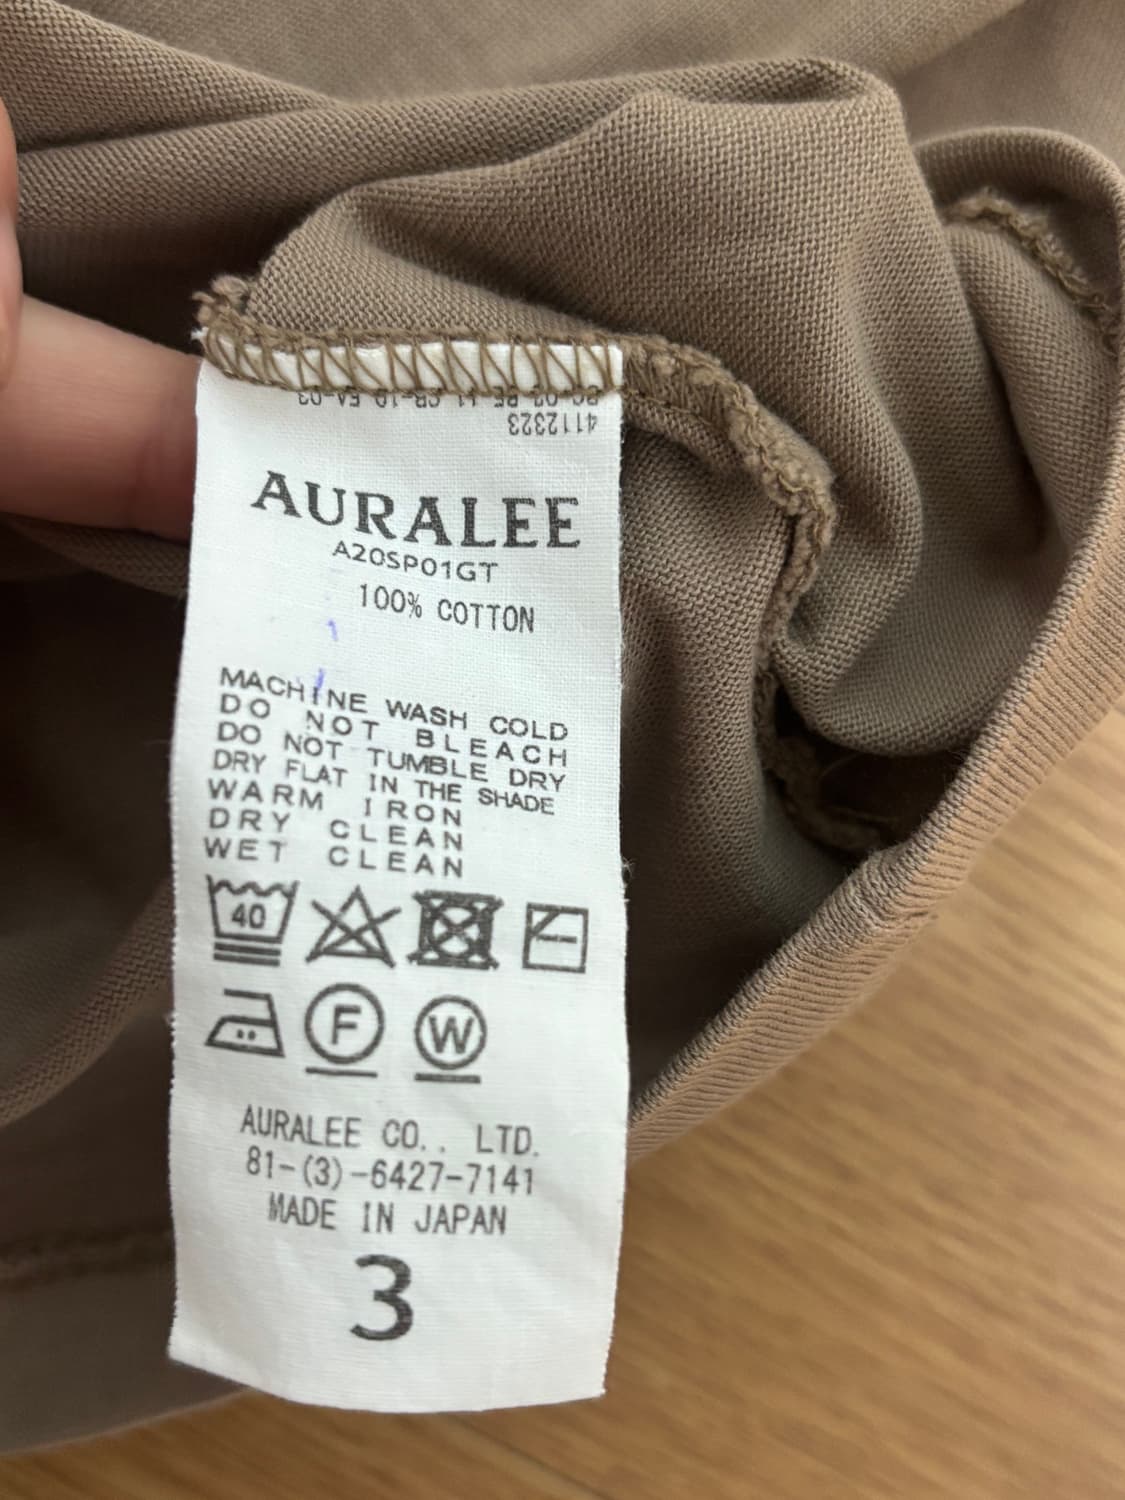 4112323
AURALEE
A20SP01GT
100% COTTON
MACHINE WASH COLD
DO NOT BLEACH
DO NOT TUMBLE DRY
DRY FLAT IN THE SHADE
WARM IRON
DRY CLEAN
WET CLEAN
40
F W
AURALEE CO., LTD.
81-(3)-6427-7141
MADE IN JAPAN
3